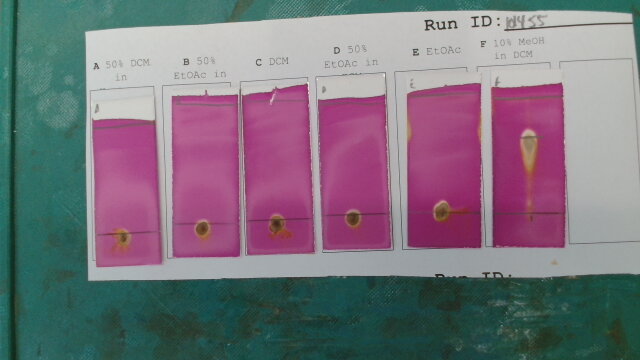 Run ID:
A 50% DCM in
B 50% EtOAc in
C DCM
D 50% EtOAc in
E EtOAc
F 10% MeOH in DCM
A
E
Run ID: